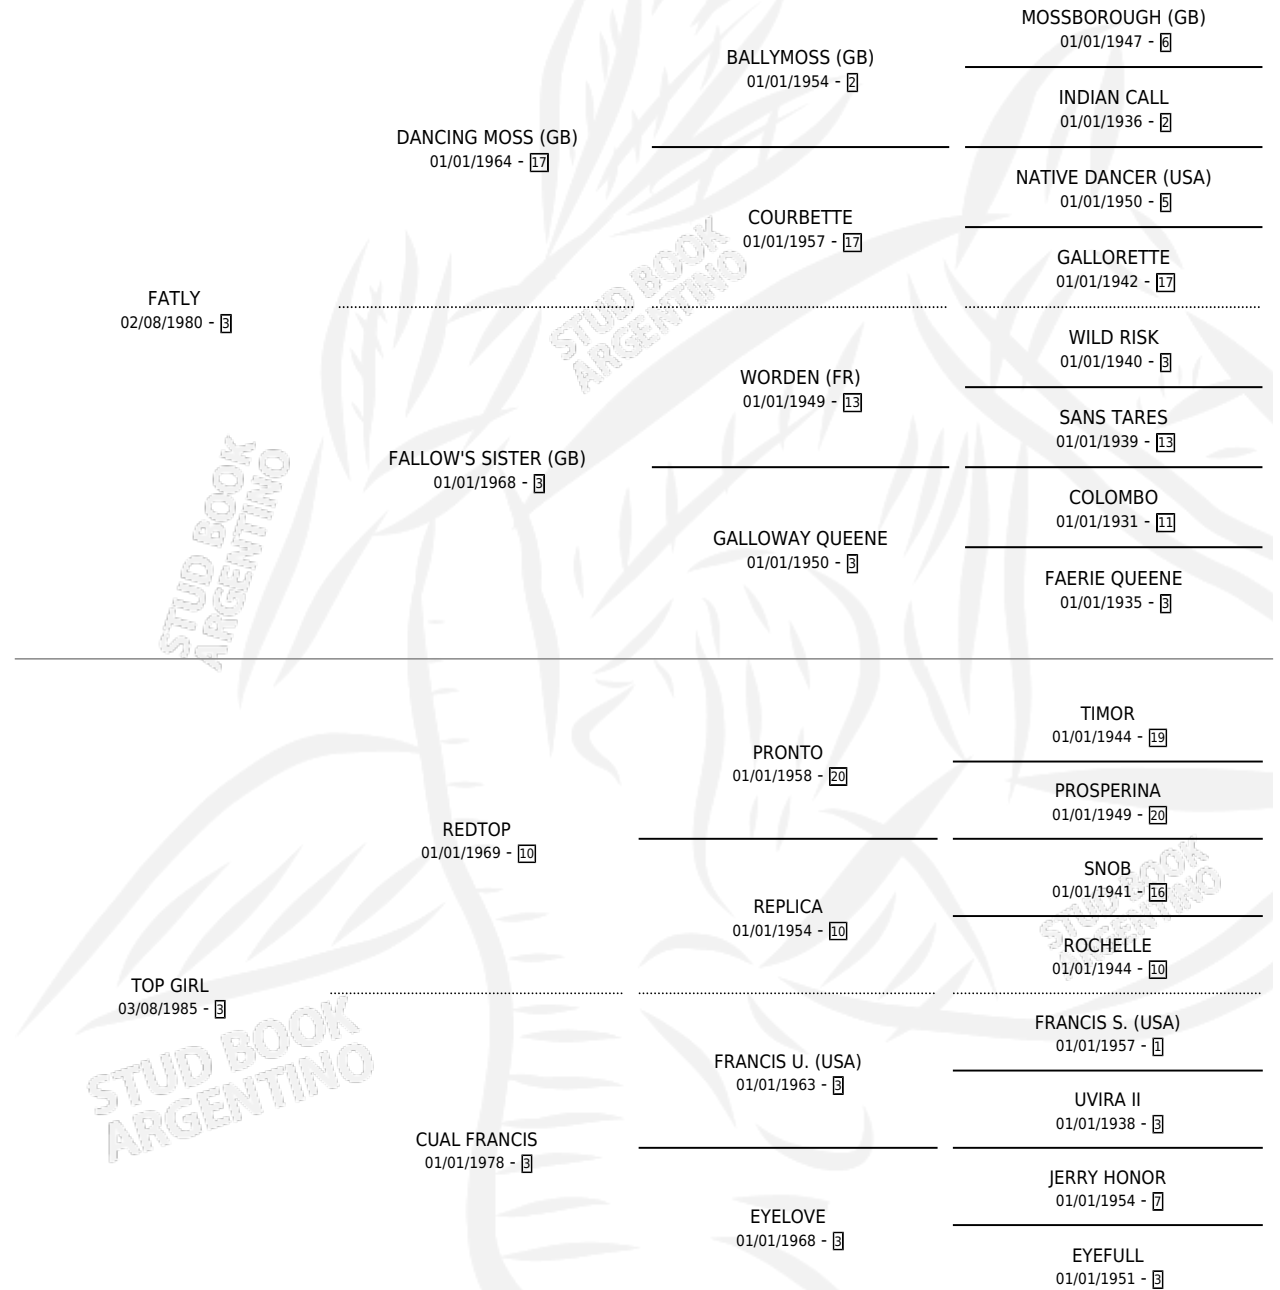 MOSSBOROUGH (GB)
01/01/1947 - 6
BALLYMOSS (GB)
01/01/1954 - 2
INDIAN CALL
01/01/1936 - 2
DANCING MOSS (GB)
01/01/1964 - 17
NATIVE DANCER (USA)
01/01/1950 - 5
COURBETTE
01/01/1957 - 17
GALLORETTE
01/01/1942 - 17
FATLY
02/08/1980 - 3
WILD RISK
01/01/1940 - 3
WORDEN (FR)
01/01/1949 - 13
SANS TARES
01/01/1939 - 13
FALLOW'S SISTER (GB)
01/01/1968 - 3
COLOMBO
01/01/1931 - 11
GALLOWAY QUEENE
01/01/1950 - 3
FAERIE QUEENE
01/01/1935 - 3
STUD BOOK
ARGENTINO
STUD BOOK
ARGENTINO
TIMOR
01/01/1944 - 19
PRONTO
01/01/1958 - 20
PROSPERINA
01/01/1949 - 20
REDTOP
01/01/1969 - 10
SNOB
01/01/1941 - 16
REPLICA
01/01/1954 - 10
ROCHELLE
01/01/1944 - 10
TOP GIRL
03/08/1985 - 3
FRANCIS S. (USA)
01/01/1957 - 1
FRANCIS U. (USA)
01/01/1963 - 3
UVIRA II
01/01/1938 - 3
CUAL FRANCIS
01/01/1978 - 3
JERRY HONOR
01/01/1954 - 7
EYELOVE
01/01/1968 - 3
EYEFULL
01/01/1951 - 3
STUD BOOK
ARGENTINO
STUD BOOK
ARGENTINO